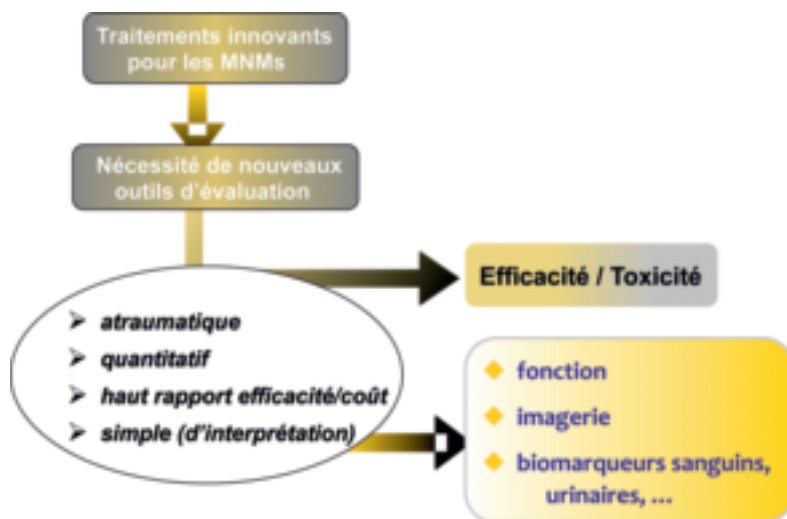 Traitements innovants
pour les MNMs
Nécessité de nouveaux
outils d'évaluation
Efficacité / Toxicité
➤ atraumatique
➤ quantitatif
➤ haut rapport efficacité/coût
➤ simple (d'interprétation)
◆ fonction
◆ imagerie
◆ biomarqueurs sanguins,
urinaires, ...